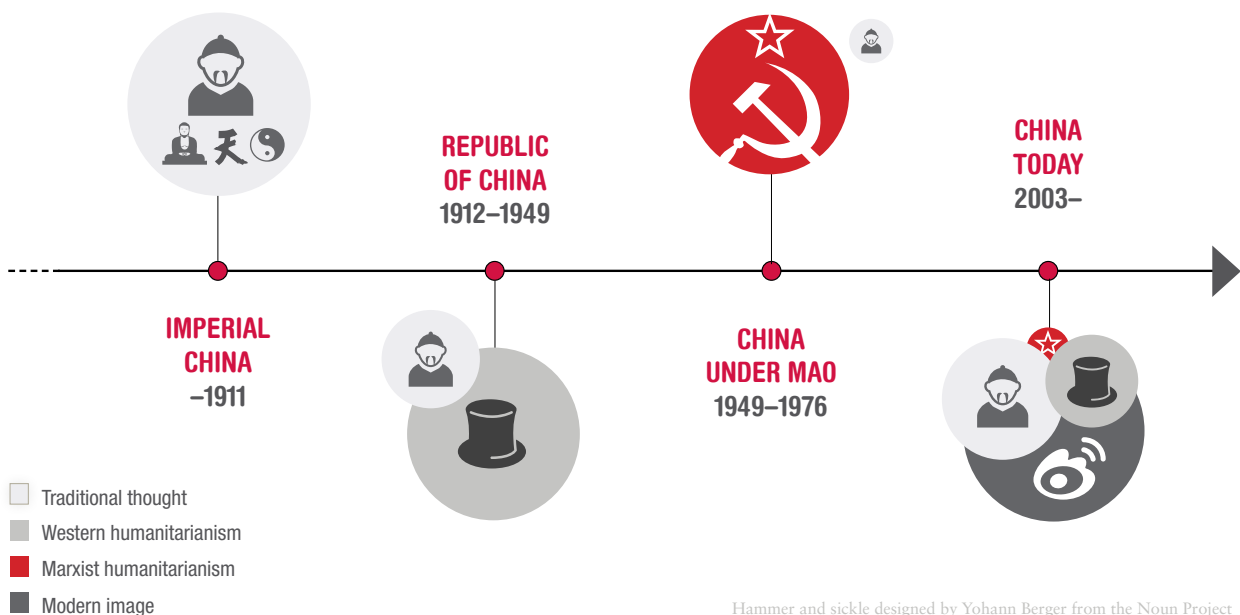 天
REPUBLIC
OF CHINA
1912–1949
CHINA
TODAY
2003–
IMPERIAL
CHINA
–1911
CHINA
UNDER MAO
1949–1976
Traditional thought
Western humanitarianism
Marxist humanitarianism
Modern image
Hammer and sickle designed by Yohann Berger from the Noun Project